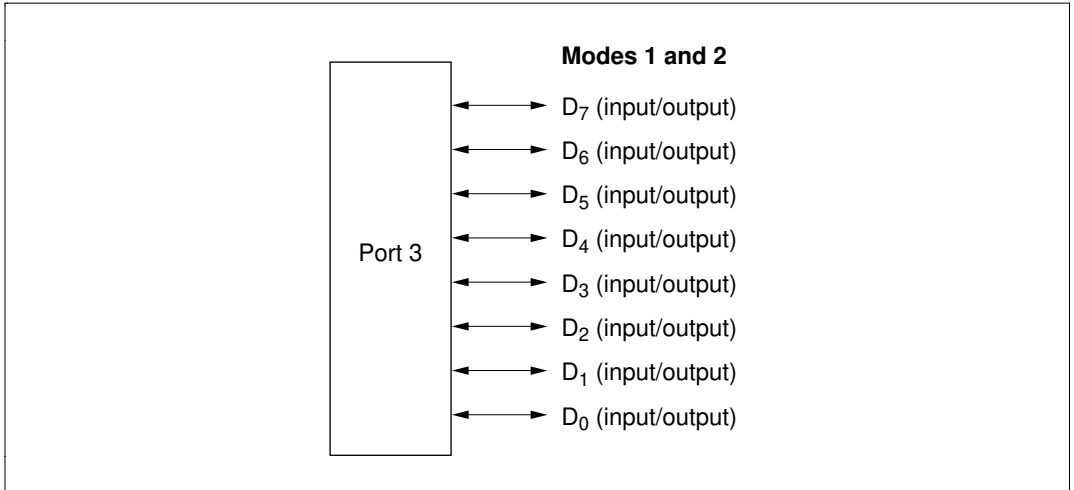 Modes 1 and 2
D₇ (input/output)
D₆ (input/output)
D₅ (input/output)
D₄ (input/output)
Port 3
D₃ (input/output)
D₂ (input/output)
D₁ (input/output)
D₀ (input/output)